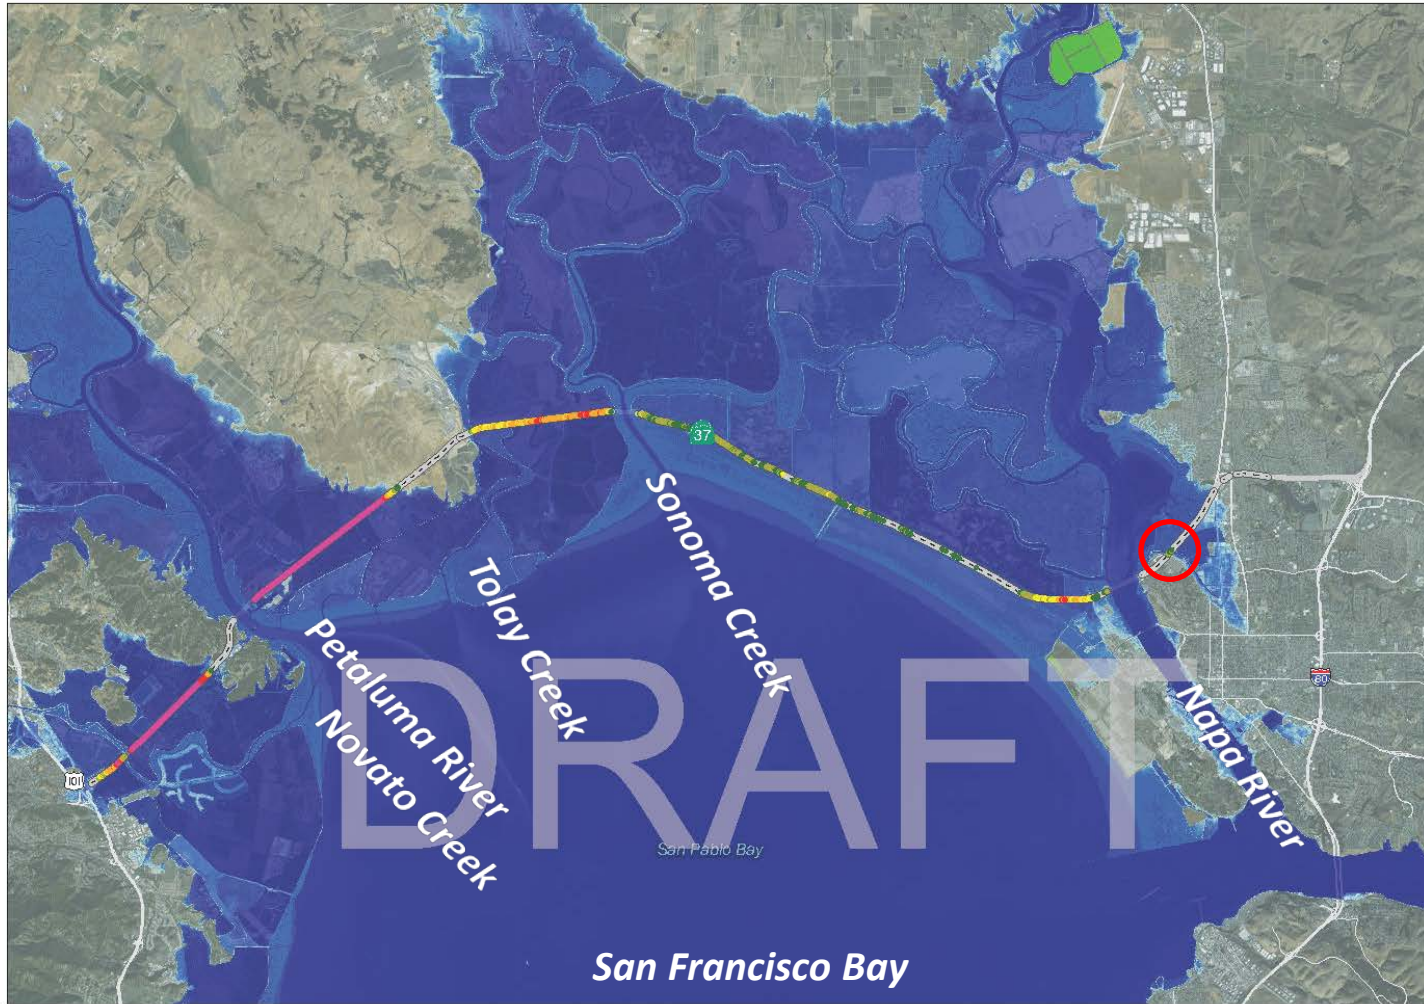 37
Sonoma Creek
Tolay Creek
Petaluma River
Novato Creek
Napa River
80
101
DRAFT
San Pablo Bay
San Francisco Bay